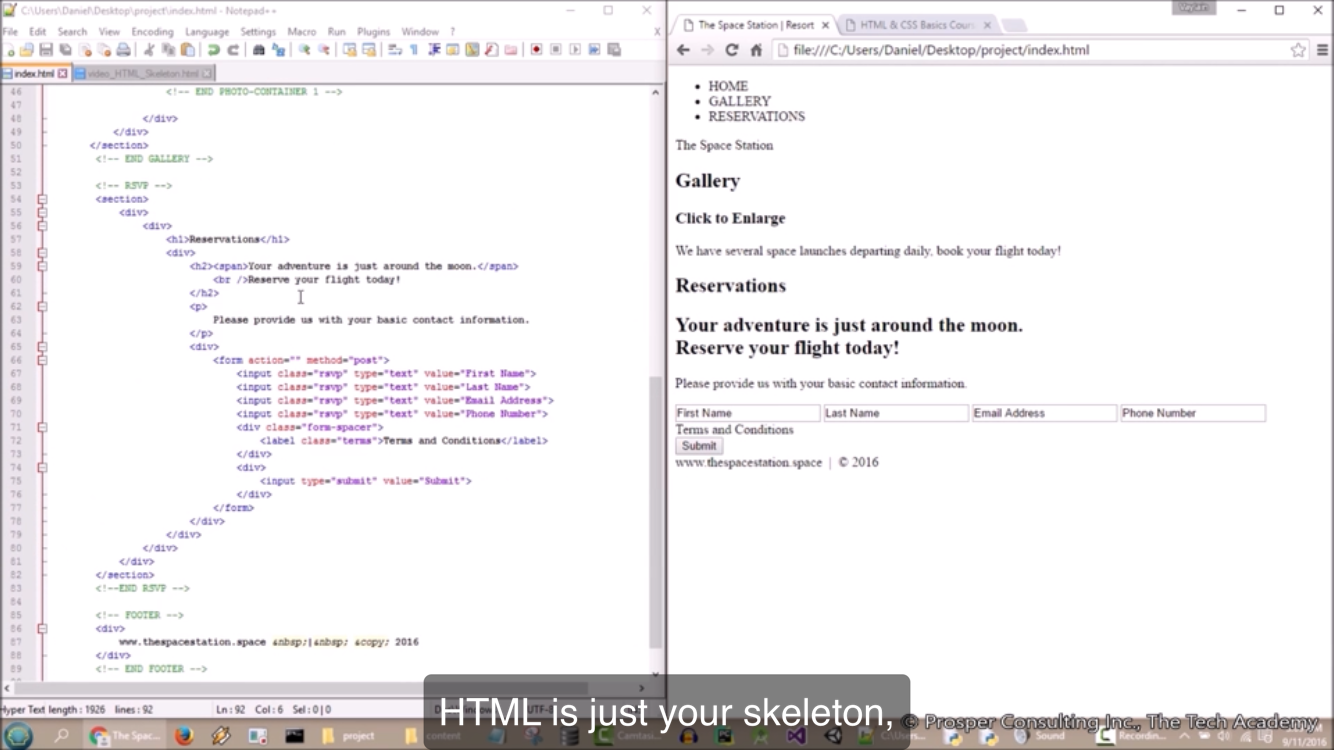 C:\Users\Daniel\Desktop\project\index.html - Notepad++
File Edit Search View Encoding Language Settings Macro Run Plugins Window ?
index.html
video_HTML_Skeleton.html
46 <!-- END PHOTO-CONTAINER 1 -->
47
48 </div>
49 </div>
50 </section>
51 <!-- END GALLERY -->
52
53 <!-- RSVP -->
54 <section>
55 <div>
56 <div>
57 <h1>Reservations</h1>
58 <div>
59 <h2><span>Your adventure is just around the moon.</span>
60 <br />Reserve your flight today!
61 </h2>
62 <p>
63 Please provide us with your basic contact information.
64 </p>
65 <div>
66 <form action="" method="post">
67 <input class="rsvp" type="text" value="First Name">
68 <input class="rsvp" type="text" value="Last Name">
69 <input class="rsvp" type="text" value="Email Address">
70 <input class="rsvp" type="text" value="Phone Number">
71 <div class="form-spacer">
72 <label class="terms">Terms and Conditions</label>
73 </div>
74 <div>
75 <input type="submit" value="Submit">
76 </div>
77 </form>
78 </div>
79 </div>
80 </div>
81 </div>
82 </section>
83 <!--END RSVP -->
84
85 <!-- FOOTER -->
86 <div>
87 www.thespacestation.space &nbsp;|&nbsp; &copy; 2016
88 </div>
89 <!-- END FOOTER -->
Hyper Text length : 1926 lines : 92 Ln : 92 Col : 6 Sel : 0 | 0
The Space Station | Resort
HTML & CSS Basics Cour
file:///C:/Users/Daniel/Desktop/project/index.html
HOME
GALLERY
RESERVATIONS
The Space Station
Gallery
Click to Enlarge
We have several space launches departing daily, book your flight today!
Reservations
Your adventure is just around the moon.
Reserve your flight today!
Please provide us with your basic contact information.
First Name Last Name Email Address Phone Number
Terms and Conditions
Submit
www.thespacestation.space | © 2016
HTML is just your skeleton,
© Prosper Consulting Inc., The Tech Academy
The Spac...
project
content
Camtasi...
C:\Users...
Sound
Recordin...
9/11/2016